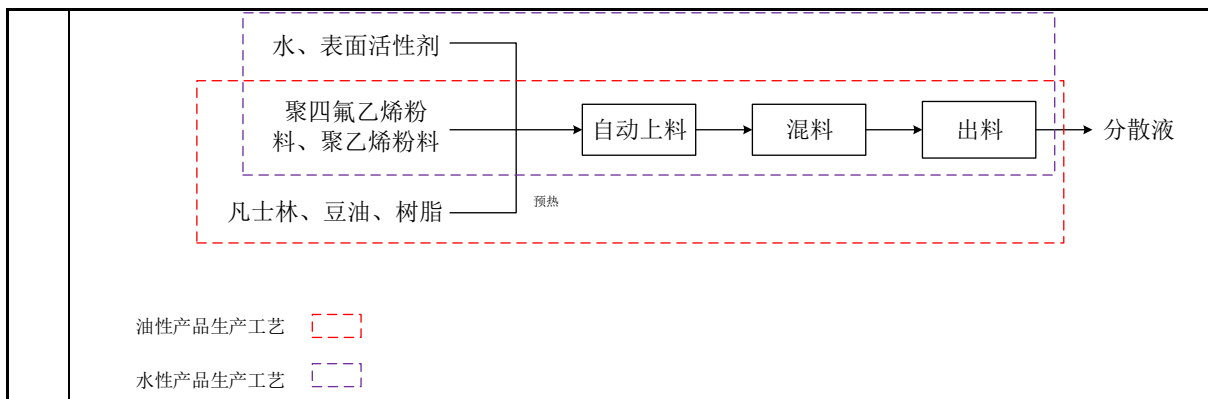 水、表面活性剂
聚四氟乙烯粉
料、聚乙烯粉料
自动上料
混料
出料
分散液
凡士林、豆油、树脂
预热
油性产品生产工艺
水性产品生产工艺